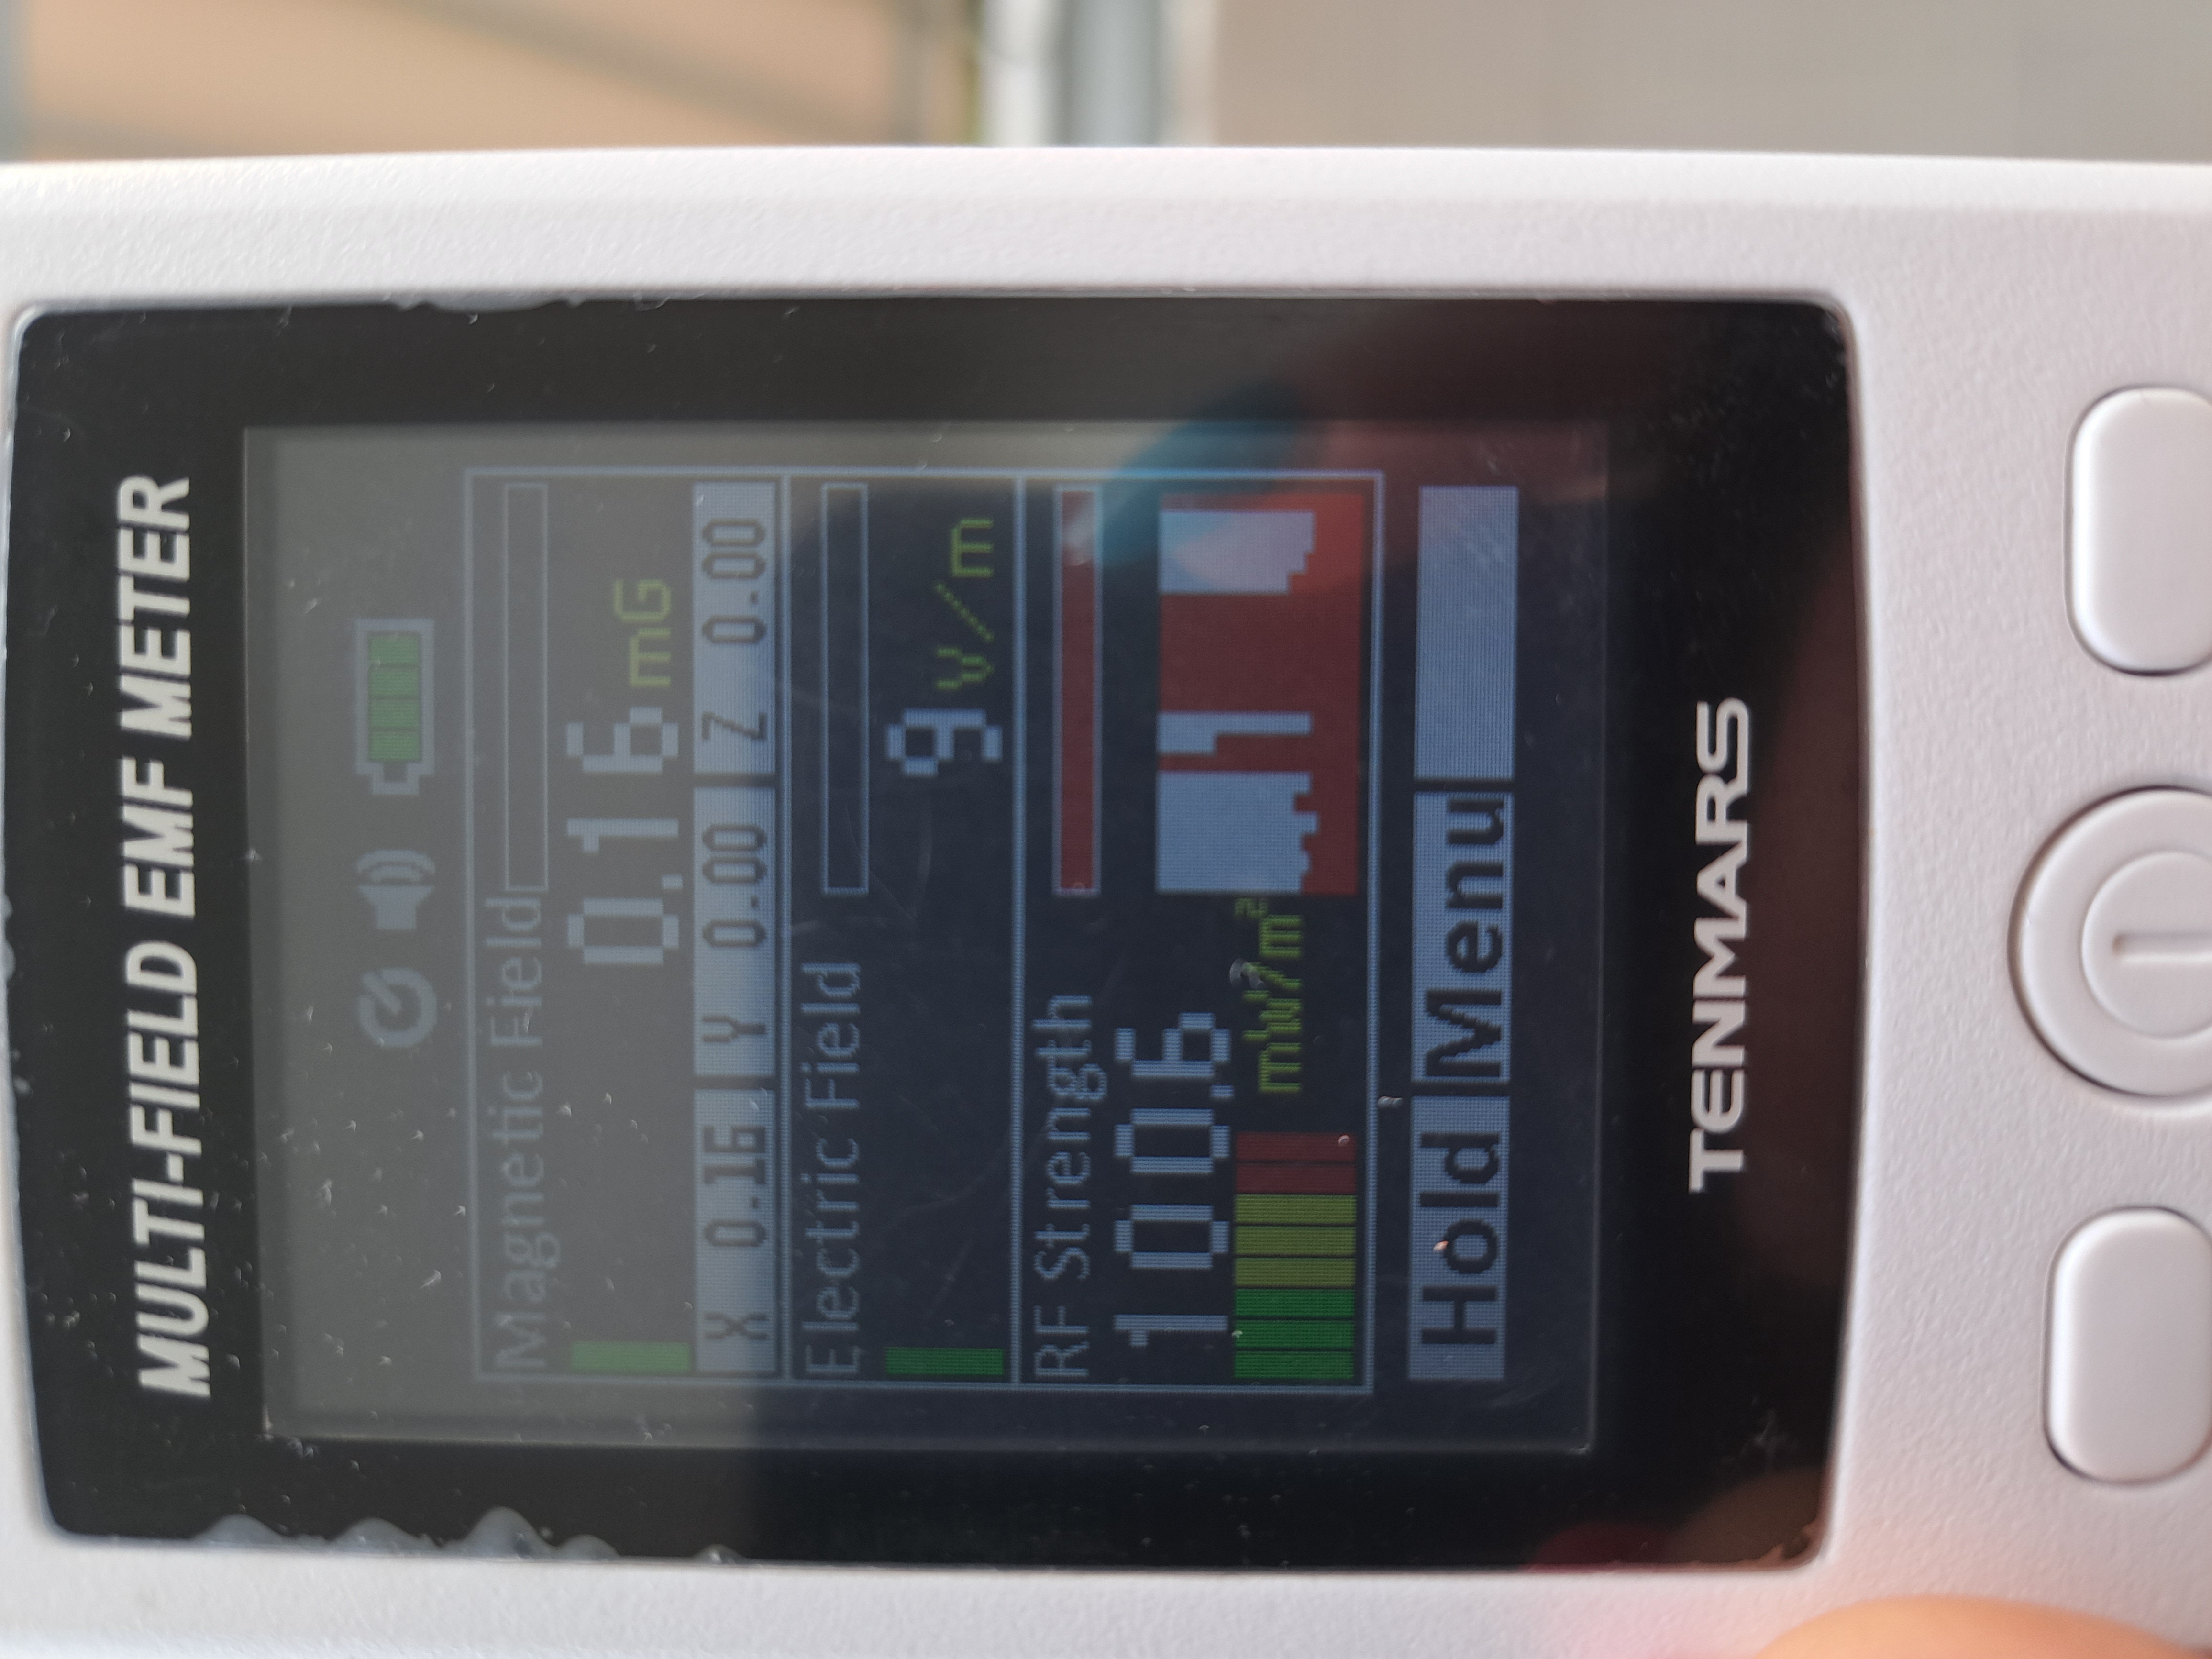 MULTI-FIELD EMF METER
Magnetic Field
0.16 mG
X 0.16 Y 0.00 Z 0.00
Electric Field
9 V/m
RF Strength
100.6
mW/m²
Hold Menu
TENMARS